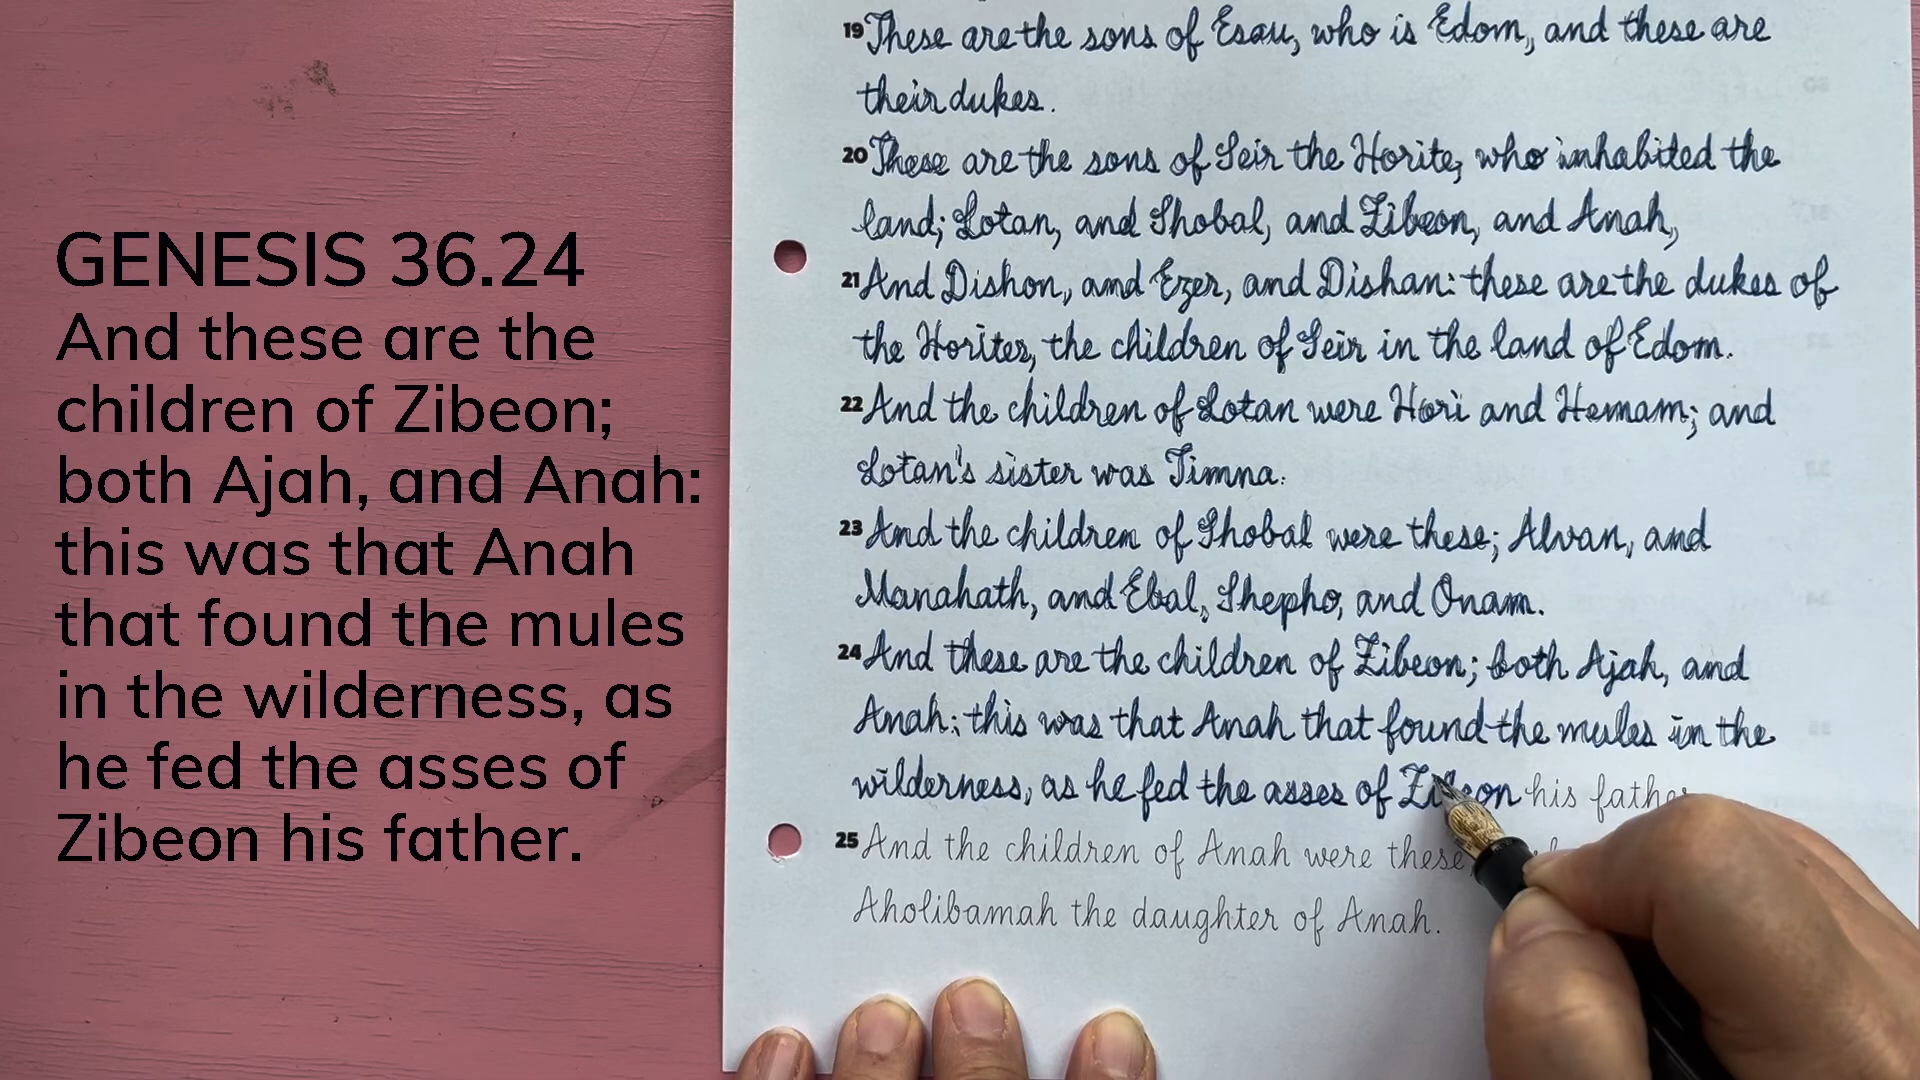 GENESIS 36.24
And these are the
children of Zibeon;
both Ajah, and Anah:
this was that Anah
that found the mules
in the wilderness, as
he fed the asses of
Zibeon his father.
19 These are the sons of Esau, who is Edom, and these are
their dukes.
20 These are the sons of Seir the Horite, who inhabited the
land; Lotan, and Shobal, and Zibeon, and Anah,
21 And Dishon, and Ezer, and Dishan: these are the dukes of
the Horites, the children of Seir in the land of Edom.
22 And the children of Lotan were Hori and Hemam; and
Lotan's sister was Timna.
23 And the children of Shobal were these; Alvan, and
Manahath, and Ebal, Shepho, and Onam.
24 And these are the children of Zibeon; both Ajah, and
Anah: this was that Anah that found the mules in the
wilderness, as he fed the asses of Zibeon his father
25 And the children of Anah were these
Aholibamah the daughter of Anah.